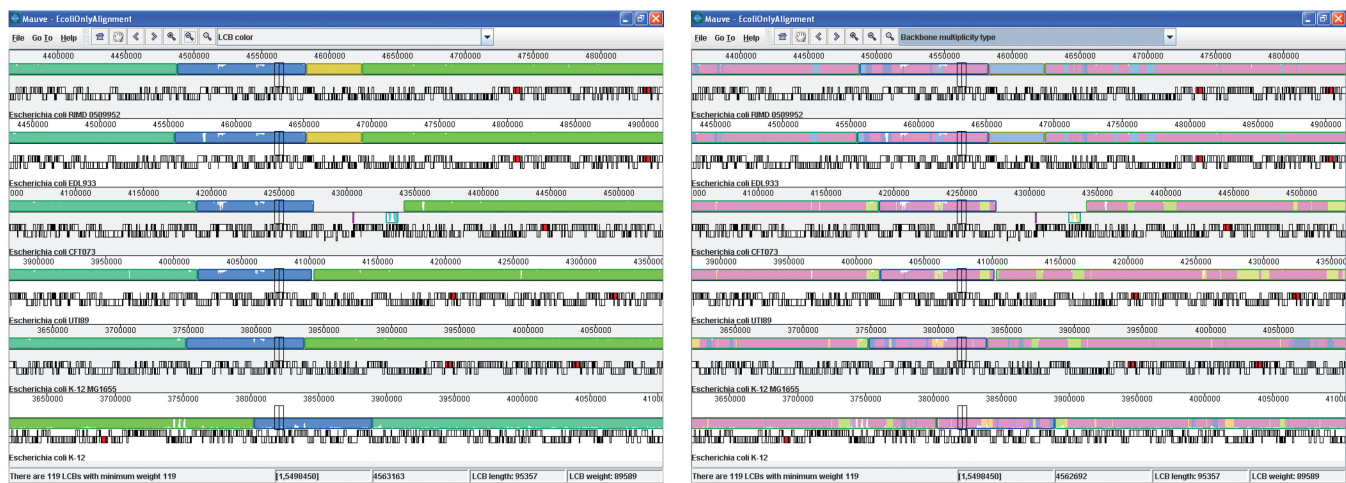 Mauve - EcoliOnlyAlignment
File Go To Help LCB color
4400000 4450000 4500000 4550000 4600000 4650000 4700000 4750000 4800000
Escherichia coli RIMD 0509952
4450000 4500000 4550000 4600000 4650000 4700000 4750000 4800000 4850000 4900000
Escherichia coli EDL933
000 4100000 4150000 4200000 4250000 4300000 4350000 4400000 4450000 4500000
Escherichia coli CFT073
3900000 3950000 4000000 4050000 4100000 4150000 4200000 4250000 4300000
Escherichia coli UTI89
3650000 3700000 3750000 3800000 3850000 3900000 3950000 4000000 4050000
Escherichia coli K-12 MG1655
3650000 3700000 3750000 3800000 3850000 3900000 3950000 4000000 4050000 41000
Escherichia coli K-12
There are 119 LCBs with minimum weight 119 [1,5498450] 4563163 LCB length: 95357 LCB weight: 89589
Mauve - EcoliOnlyAlignment
File Go To Help Backbone multiplicity type
4400000 4450000 4500000 4550000 4600000 4650000 4700000 4750000 4800000
Escherichia coli RIMD 0509952
4450000 4500000 4550000 4600000 4650000 4700000 4750000 4800000 4850000 4900000
Escherichia coli EDL933
000 4100000 4150000 4200000 4250000 4300000 4350000 4400000 4450000 4500000
Escherichia coli CFT073
3900000 3950000 4000000 4050000 4100000 4150000 4200000 4250000 4300000 43500
Escherichia coli UTI89
3650000 3700000 3750000 3800000 3850000 3900000 3950000 4000000 4050000
Escherichia coli K-12 MG1655
3650000 3700000 3750000 3800000 3850000 3900000 3950000 4000000 4050000 4100
Escherichia coli K-12
There are 119 LCBs with minimum weight 119 [1,5498450] 4562692 LCB length: 95357 LCB weight: 89589